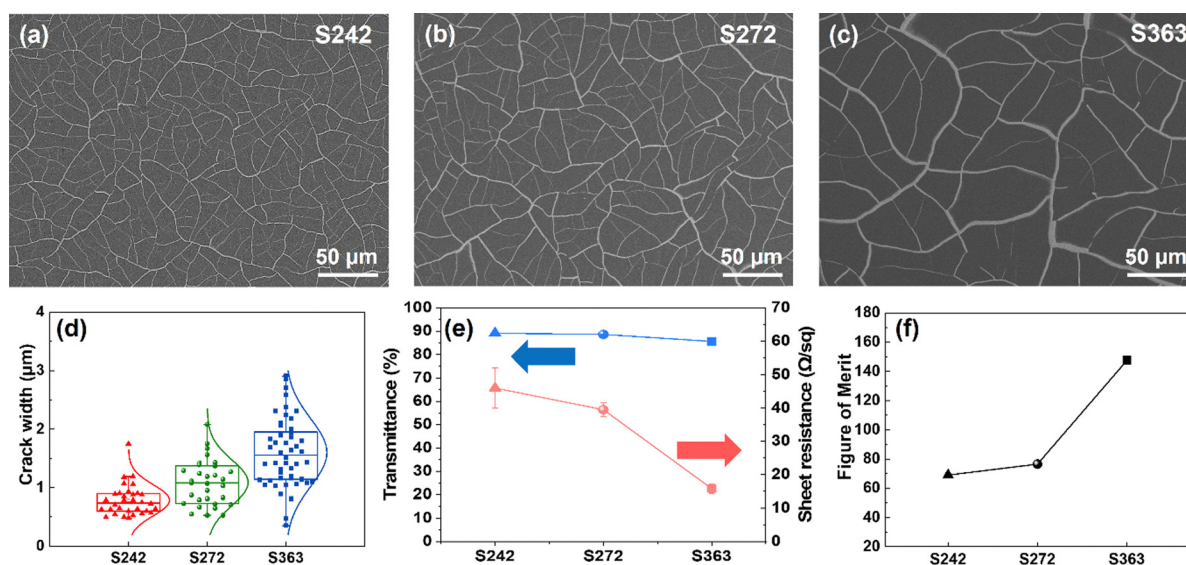 (a) S242
50 μm
(b) S272
50 μm
(c) S363
50 μm
(d)
Crack width (μm)
4
3
2
1
0
S242 S272 S363
(e)
Transmittance (%)
100
90
80
70
60
50
40
30
20
10
0
Sheet resistance (Ω/sq)
70
60
50
40
30
20
10
0
S242 S272 S363
(f)
Figure of Merit
180
160
140
120
100
80
60
40
20
S242 S272 S363